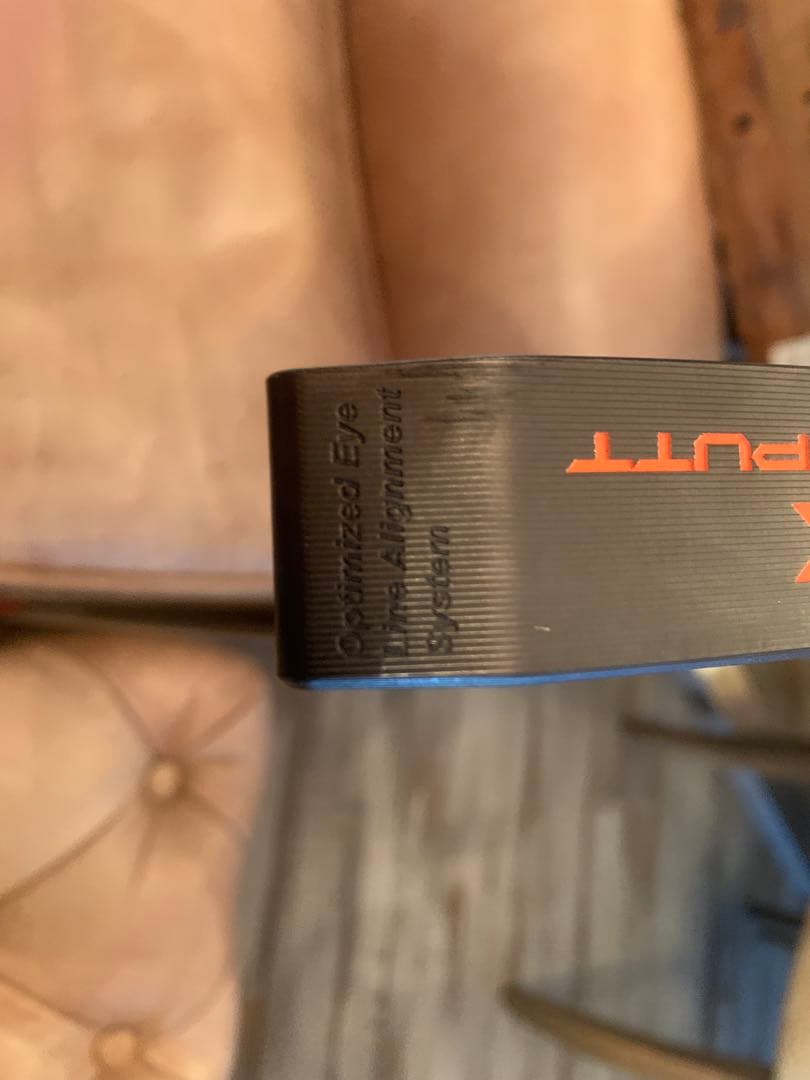 Optimized Eye
Line Alignment
System
PUTT